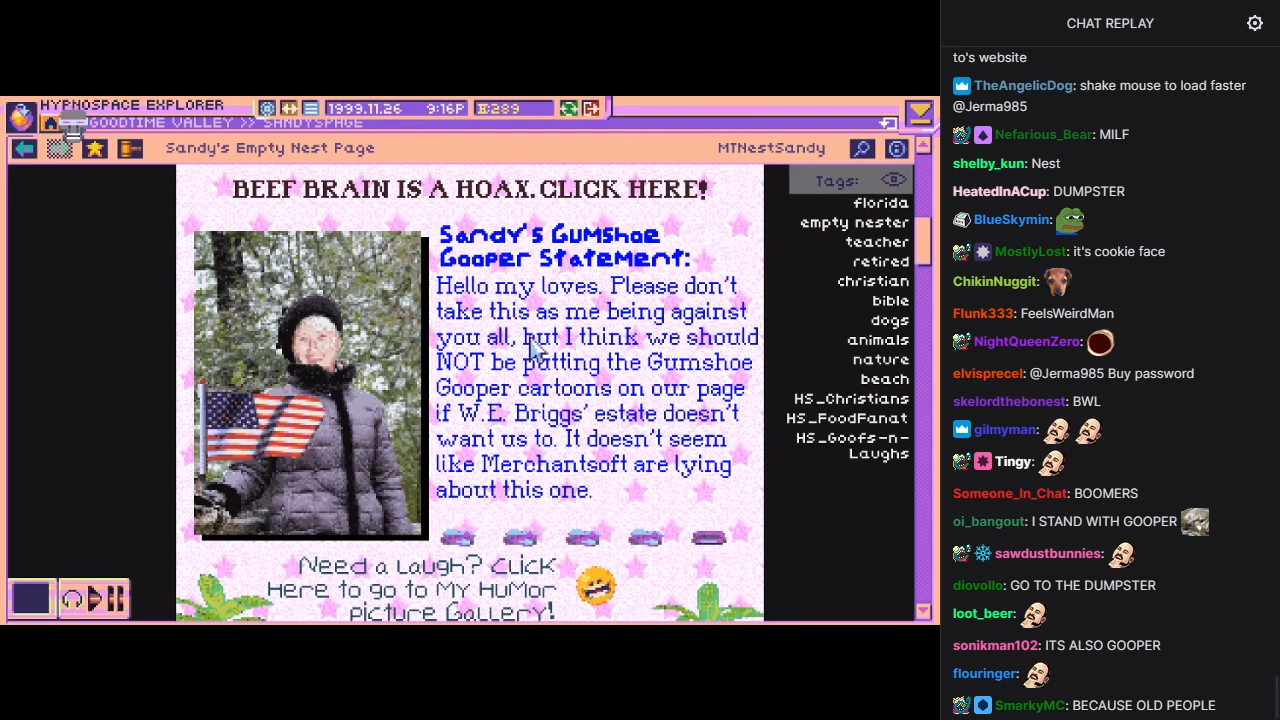 HYPNOSPACE EXPLORER
1999.11.26 9:16P
289
GOODTIME VALLEY >> SANDYSPAGE
Sandy's Empty Nest Page
MTNestSandy
BEEF BRAIN IS A HOAX. CLICK HERE!
Sandy's Gumshoe
Gooper Statement:
Hello my loves. Please don't
take this as me being against
you all, but I think we should
NOT be putting the Gumshoe
Gooper cartoons on our page
if W.E. Briggs' estate doesn't
want us to. It doesn't seem
like Merchantsoft are lying
about this one.
Need a laugh? Click
Here to go to My HuMor
picture Gallery!
Tags:
florida
empty nester
teacher
retired
christian
bible
dogs
animals
nature
beach
HS_Christians
HS_FoodFanat
HS_Goofs-n-
Laughs
CHAT REPLAY
to's website
TheAngelicDog: shake mouse to load faster
@Jerma985
Nefarious_Bear: MILF
shelby_kun: Nest
HeatedInACup: DUMPSTER
BlueSkymin:
MostlyLost: it's cookie face
ChikinNuggit:
Flunk333: FeelsWeirdMan
NightQueenZero:
elvisprecel: @Jerma985 Buy password
skelordthebonest: BWL
gilmyman:
Tingy:
Someone_In_Chat: BOOMERS
oi_bangout: I STAND WITH GOOPER
sawdustbunnies:
diovollo: GO TO THE DUMPSTER
loot_beer:
sonikman102: ITS ALSO GOOPER
flouringer:
SmarkyMC: BECAUSE OLD PEOPLE